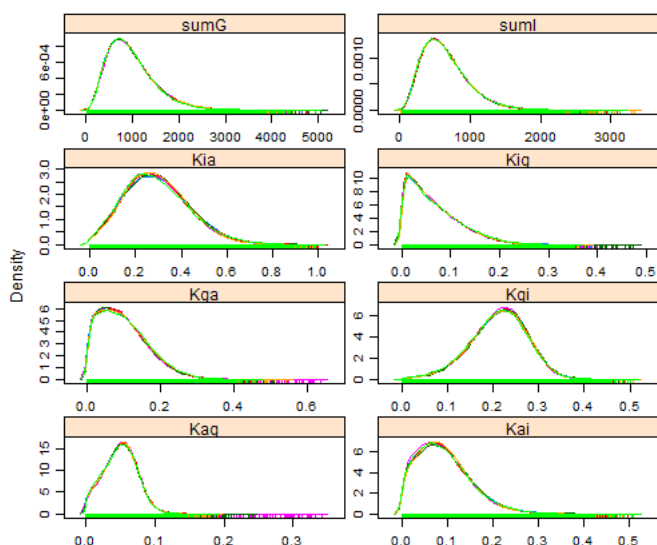 sumG
sumI
0e+00 6e-04
0.0000 0.0010
0 1000 2000 3000 4000 5000
0 1000 2000 3000
Kia
Kig
0.0 1.0 2.0 3.0
0 2 4 6 8 10
0.0 0.2 0.4 0.6 0.8 1.0
0.0 0.1 0.2 0.3 0.4 0.5
Density
Kga
Kgi
0 1 2 3 4 5 6
0 2 4 6
0.0 0.2 0.4 0.6
0.0 0.1 0.2 0.3 0.4 0.5
Kag
Kai
0 5 10 15
0 2 4 6
0.0 0.1 0.2 0.3
0.0 0.1 0.2 0.3 0.4 0.5